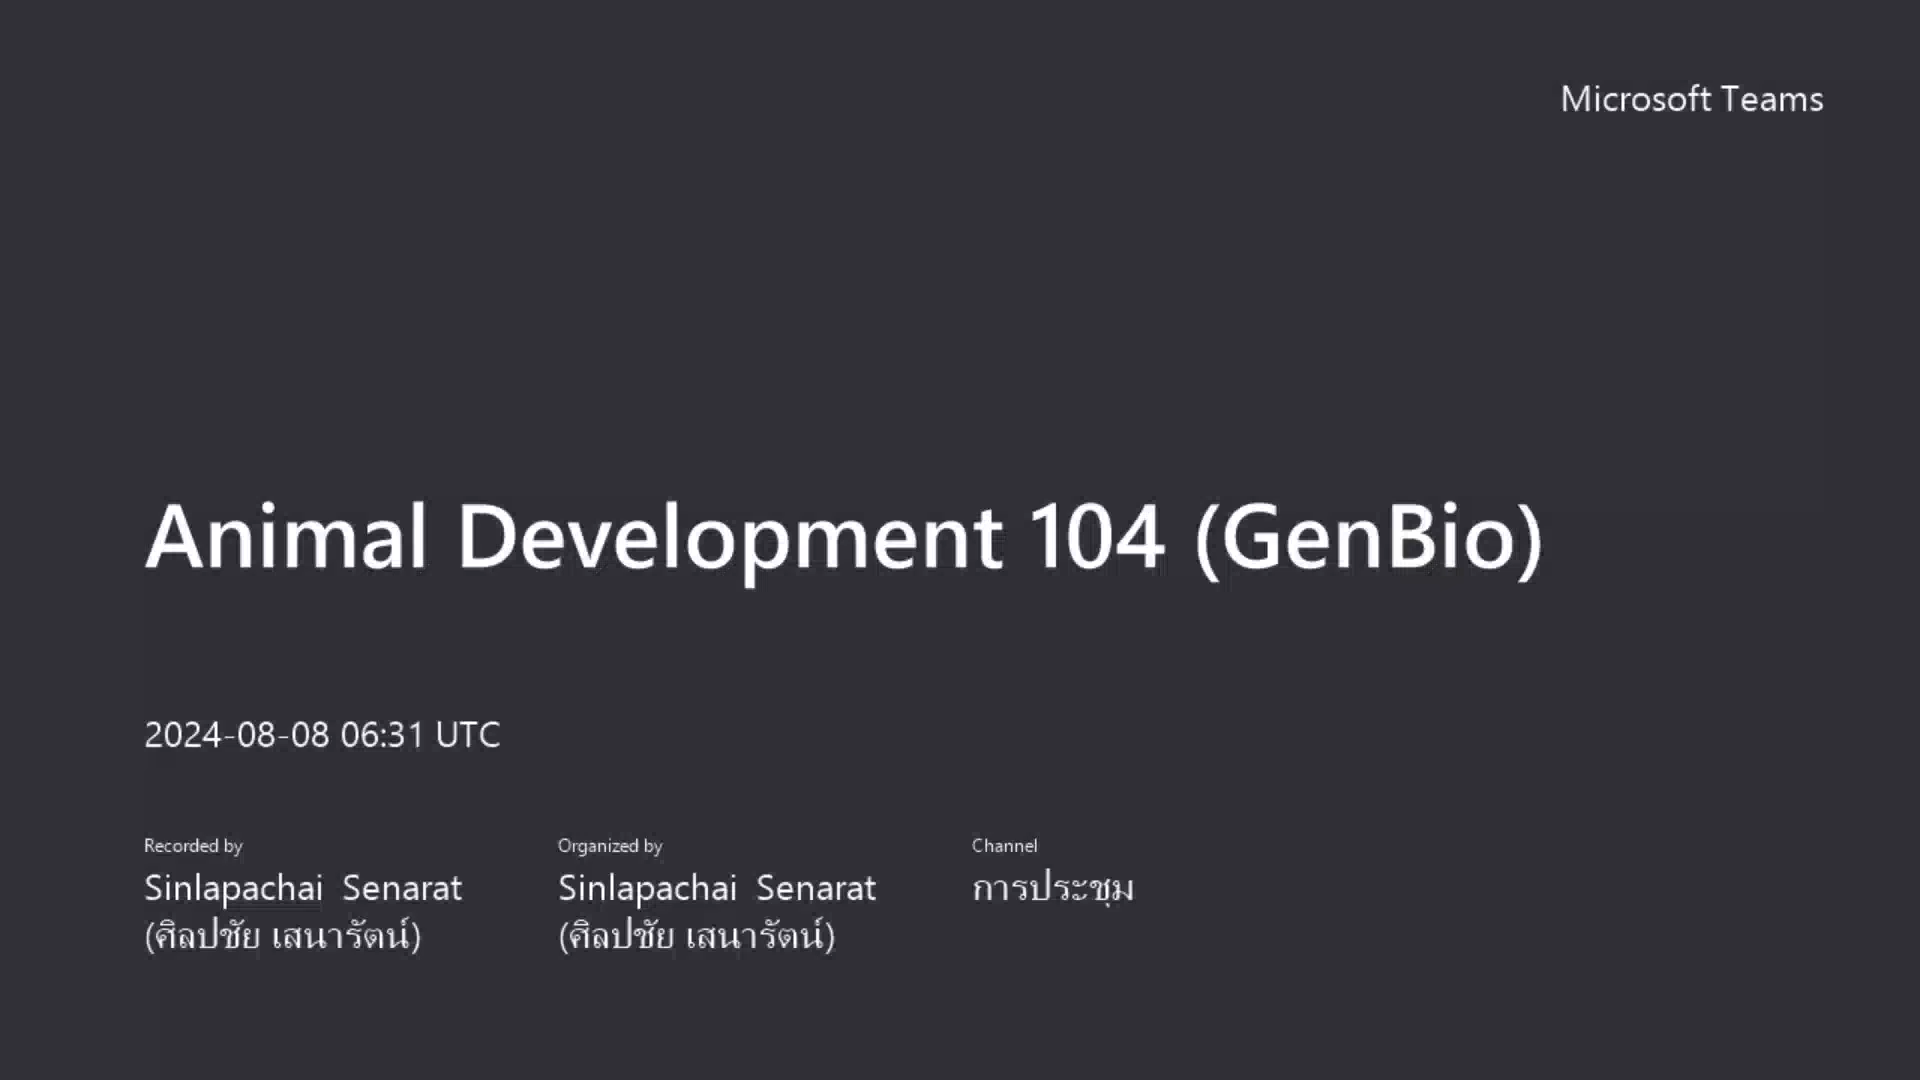 Microsoft Teams
Animal Development 104 (GenBio)
2024-08-08 06:31 UTC
Recorded by
Sinlapachai Senarat
(ศิลปชัย เสนารัตน์)
Organized by
Sinlapachai Senarat
(ศิลปชัย เสนารัตน์)
Channel
การประชุม